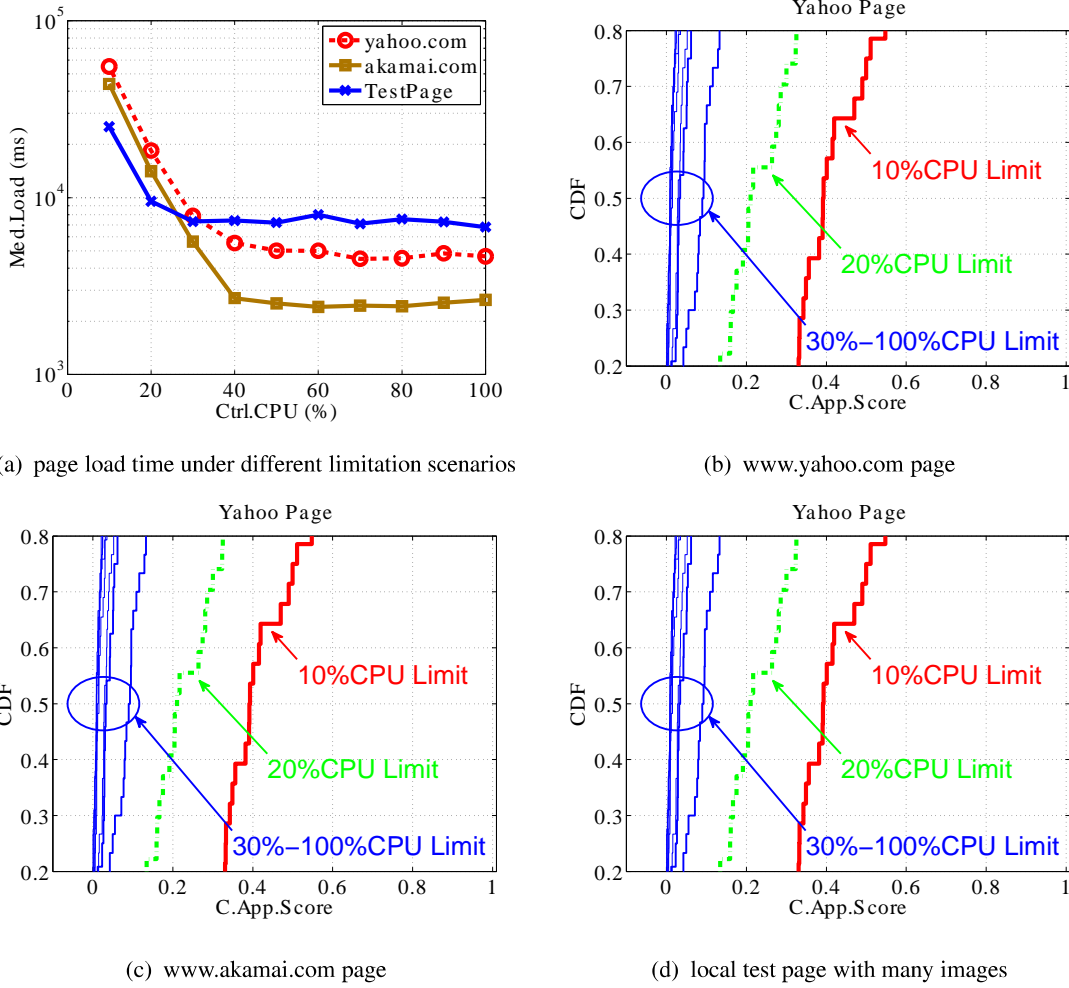 10^5
10^4
10^3
Med.Load (ms)
yahoo.com
akamai.com
TestPage
0 20 40 60 80 100
Ctrl.CPU (%)
(a) page load time under different limitation scenarios
Yahoo Page
0.8
0.7
0.6
0.5
0.4
0.3
0.2
CDF
10%CPU Limit
20%CPU Limit
30%−100%CPU Limit
0 0.2 0.4 0.6 0.8 1
C.App.Score
(b) www.yahoo.com page
Yahoo Page
0.8
0.7
0.6
0.5
0.4
0.3
0.2
CDF
10%CPU Limit
20%CPU Limit
30%−100%CPU Limit
0 0.2 0.4 0.6 0.8 1
C.App.Score
(c) www.akamai.com page
Yahoo Page
0.8
0.7
0.6
0.5
0.4
0.3
0.2
CDF
10%CPU Limit
20%CPU Limit
30%−100%CPU Limit
0 0.2 0.4 0.6 0.8 1
C.App.Score
(d) local test page with many images